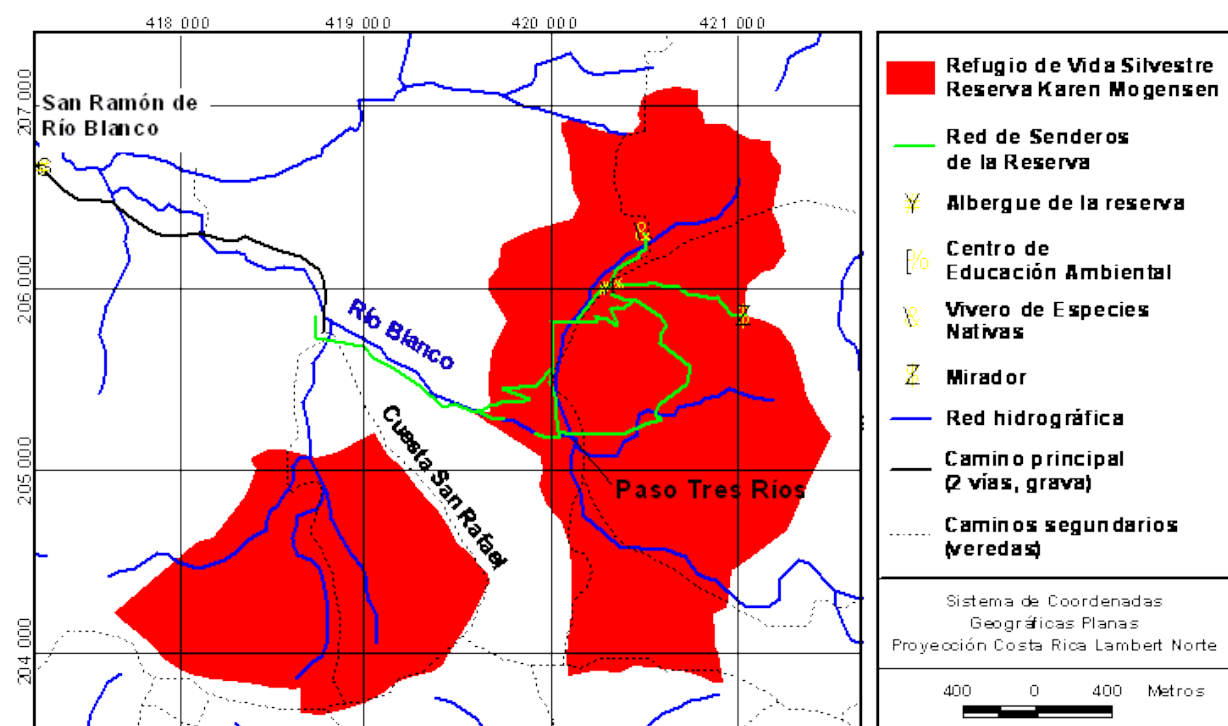 418 000
419 000
420 000
421 000
207 000
206 000
205 000
204 000
San Ramón de
Río Blanco
Río Blanco
Cuesta San Rafael
Paso Tres Ríos
Refugio de Vida Silvestre
Reserva Karen Mogensen
Red de Senderos
de la Reserva
Albergue de la reserva
Centro de
Educación Ambiental
Vivero de Especies
Nativas
Mirador
Red hidrográfica
Camino principal
(2 vías, grava)
Caminos segundarios
(veredas)
Sistema de Coordenadas
Geográficas Planas
Proyección Costa Rica Lambert Norte
400 0 400 Metros